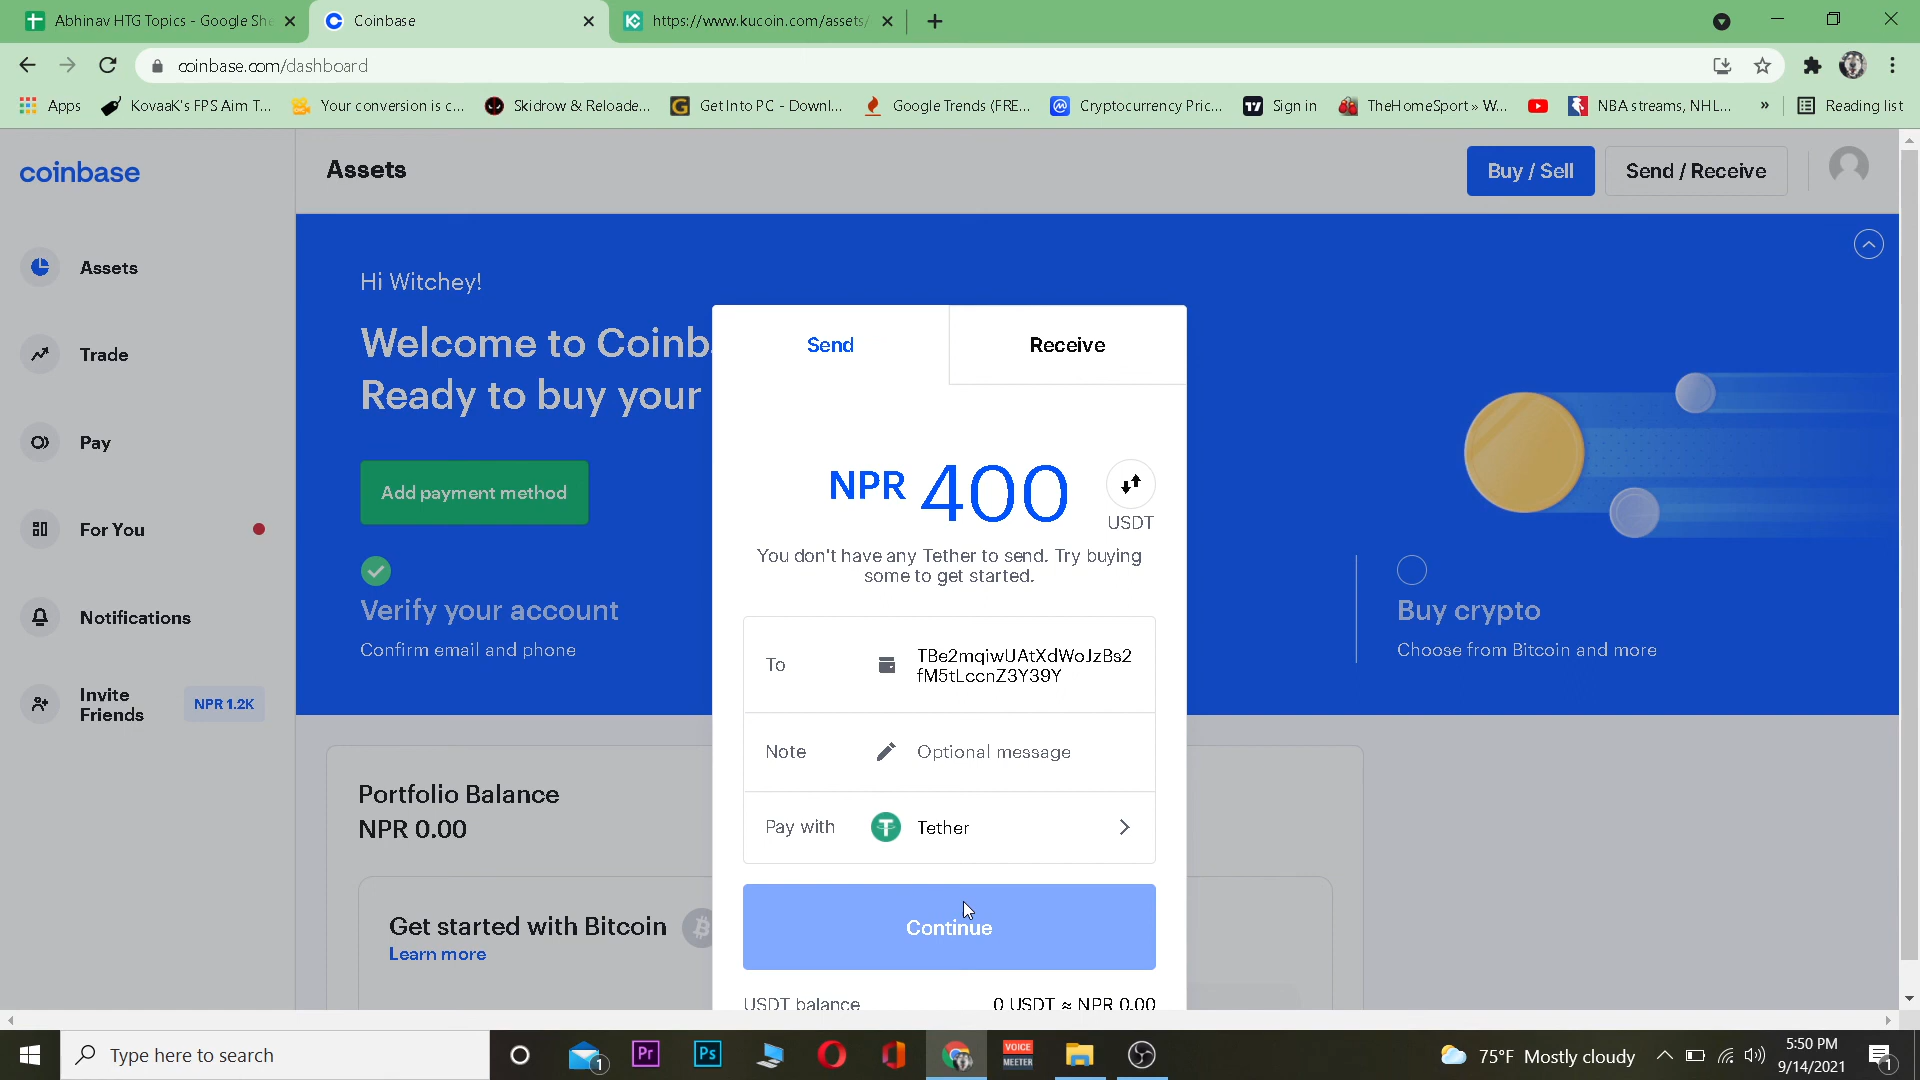 Abhinav HTG Topics - Google She
Coinbase
https://www.kucoin.com/assets/
coinbase.com/dashboard
Apps
KovaaK's FPS Aim T...
Your conversion is c...
Skidrow & Reloade...
Get Into PC - Downl...
Google Trends (FRE...
Cryptocurrency Pric...
Sign in
TheHomeSport » W...
NBA streams, NHL...
»
Reading list
coinbase
Assets
Buy / Sell
Send / Receive
Assets
Trade
Pay
For You
Notifications
Invite
Friends
NPR 1.2K
Hi Witchey!
Welcome to Coinb
Ready to buy your
Add payment method
Verify your account
Confirm email and phone
Buy crypto
Choose from Bitcoin and more
Send
Receive
NPR 400
USDT
You don't have any Tether to send. Try buying
some to get started.
To
TBe2mqiwUAtXdWoJzBs2
fM5tLccnZ3Y39Y
Note
Optional message
Pay with
Tether
Continue
USDT balance
0 USDT ≈ NPR 0.00
Portfolio Balance
NPR 0.00
Get started with Bitcoin
Learn more
Type here to search
1
Pr
Ps
VOICE
MEETER
75°F Mostly cloudy
5:50 PM
9/14/2021
1